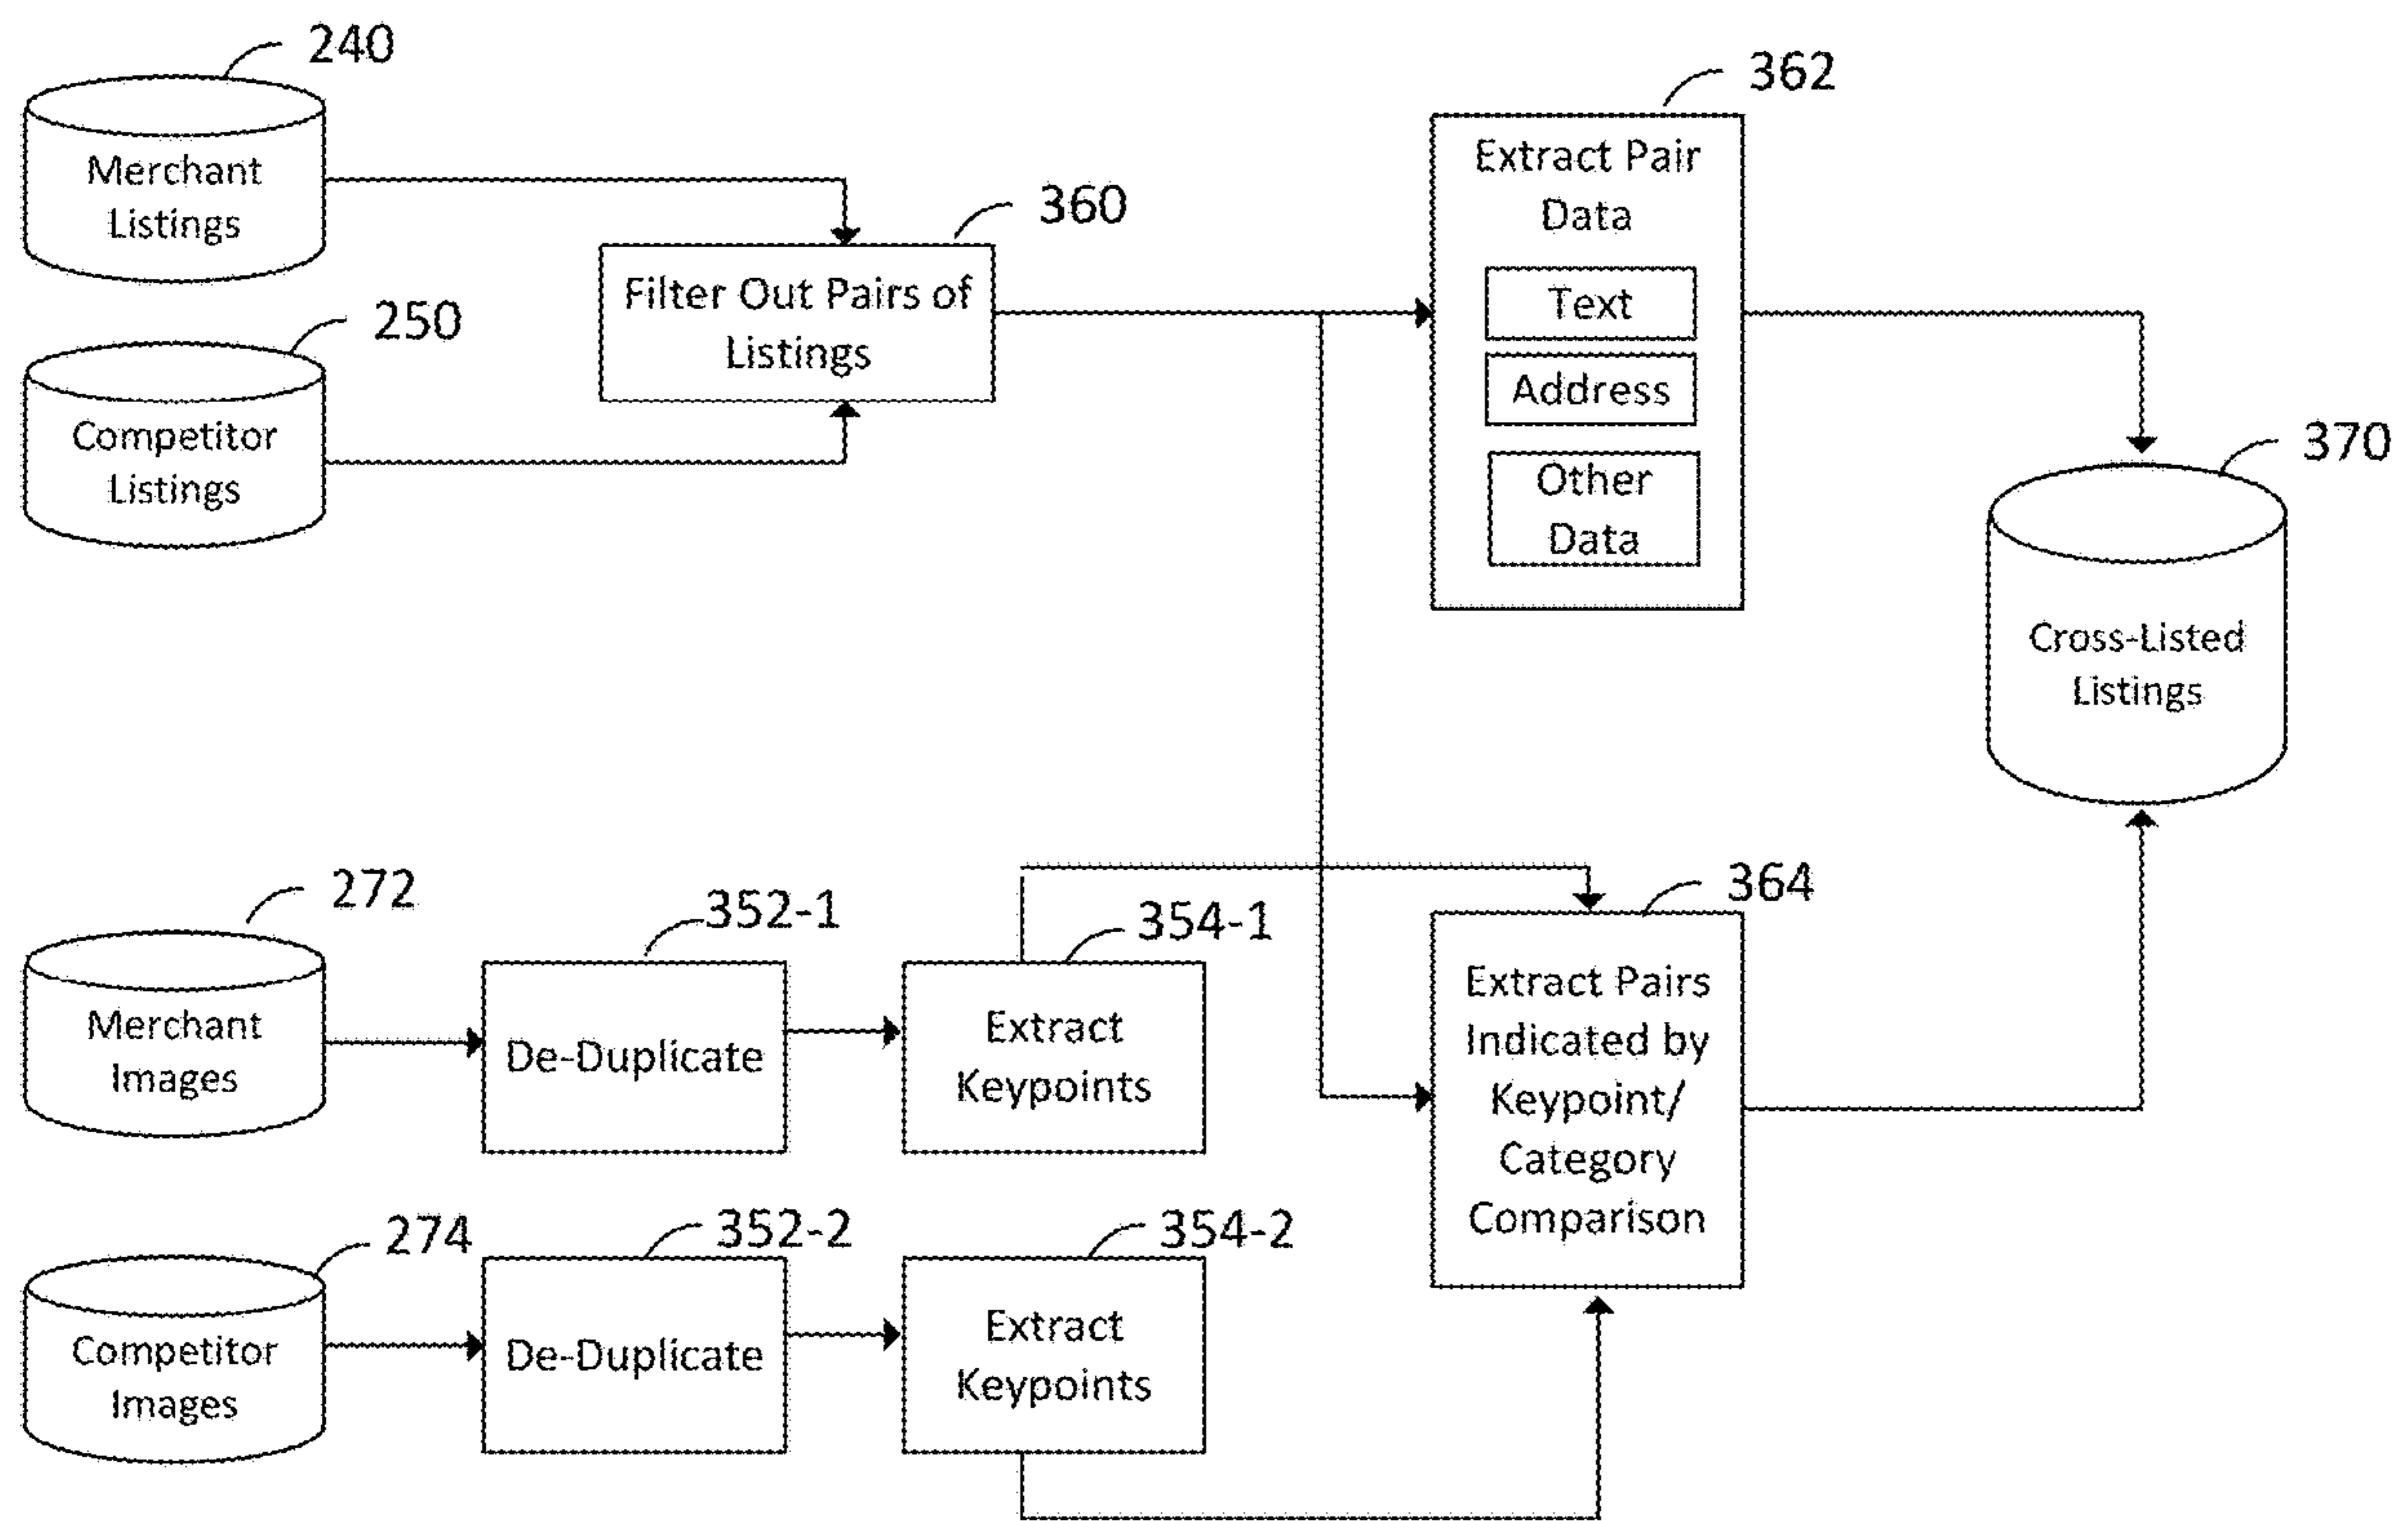 240
Merchant
Listings
250
Competitor
Listings
360
Filter Out Pairs of
Listings
362
Extract Pair
Data
Text
Address
Other
Data
370
Cross-Listed
Listings
272
Merchant
Images
352-1
De-Duplicate
354-1
Extract
Keypoints
364
Extract Pairs
Indicated by
Keypoint/
Category
Comparison
274
Competitor
Images
352-2
De-Duplicate
354-2
Extract
Keypoints